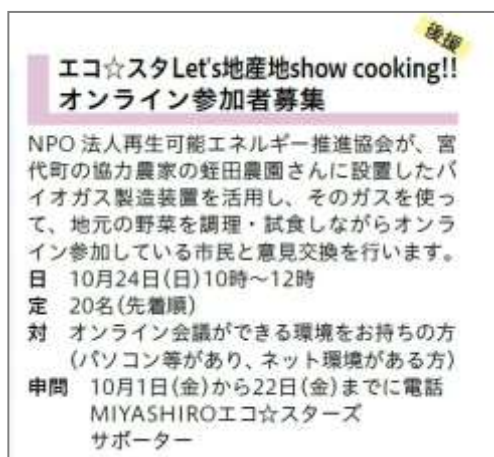 後援
エコ☆スタLet's地産地show cooking!!
オンライン参加者募集
NPO 法人再生可能エネルギー推進協会が、宮
代町の協力農家の蛭田農園さんに設置したバ
イオガス製造装置を活用し、そのガスを使っ
て、地元の野菜を調理・試食しながらオンラ
イン参加している市民と意見交換を行います。
日 10月24日(日)10時～12時
定 20名(先着順)
対 オンライン会議ができる環境をお持ちの方
(パソコン等があり、ネット環境がある方)
申問 10月1日(金)から22日(金)までに電話
MIYASHIROエコ☆スターズ
サポーター